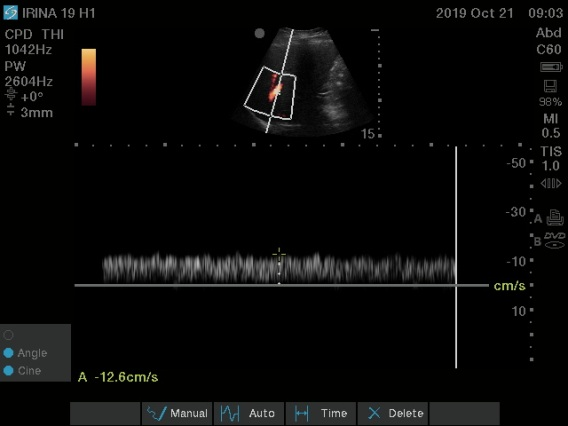 IRINA 19 H1
2019 Oct 21 09:03
CPD THI
1042Hz
PW
2604Hz
+0°
3mm
Abd
C60
98%
MI
0.5
TIS
1.0
A
B DVD
15
-50
-30
-10
cm/s
10
Angle
Cine
A -12.6cm/s
Manual
Auto
Time
Delete